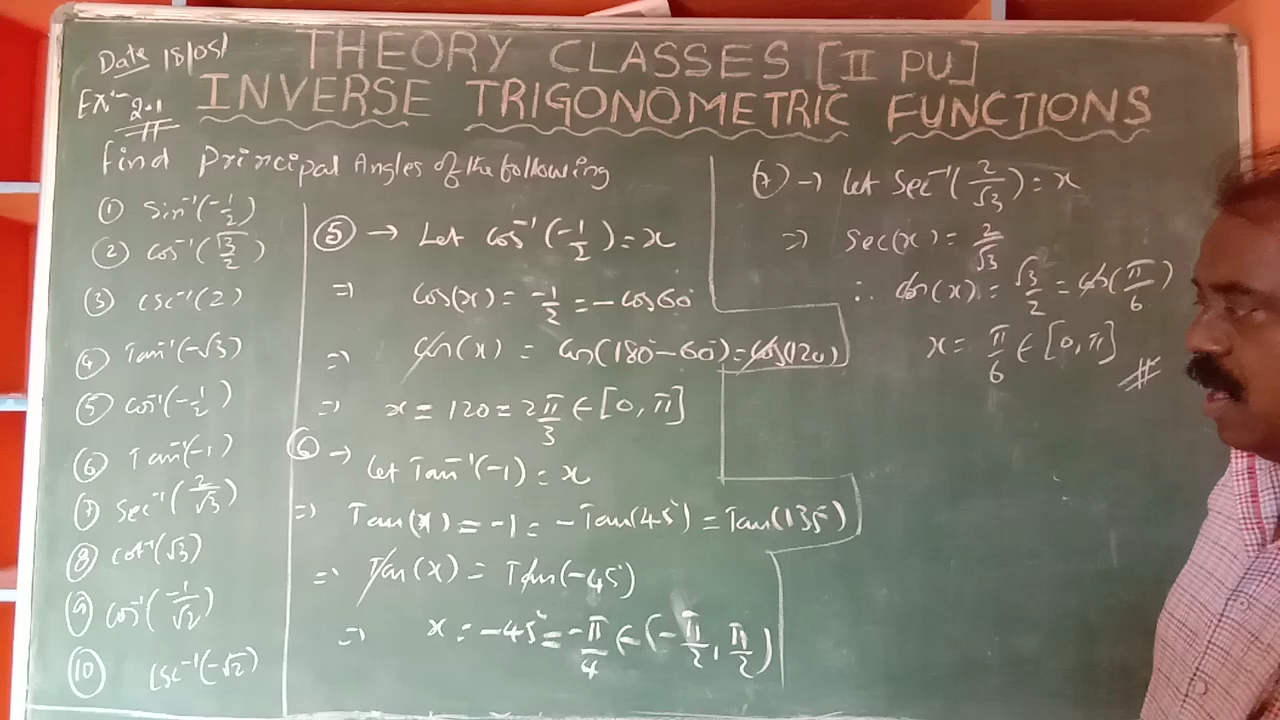 Date 18/05/
THEORY CLASSES [II PU]
Ex:- 2.1
INVERSE TRIGONOMETRIC FUNCTIONS
Find Principal Angles of the following
① Sin⁻¹(-1/2)
② Cos⁻¹(√3/2)
③ Csc⁻¹(2)
④ Tan⁻¹(-√3)
⑤ Cos⁻¹(-1/2)
⑥ Tan⁻¹(-1)
⑦ Sec⁻¹(2/√3)
⑧ Cot⁻¹(√3)
⑨ Cos⁻¹(-1/√2)
⑩ Csc⁻¹(-√2)
⑤ → Let Cos⁻¹(-1/2) = x
⇒ Cos(x) = -1/2 = -Cos60°
⇒ Cos(x) = Cos(180°-60°) = Cos(120)
⇒ x = 120 = 2π/3 ∈ [0, π]
⑥ → Let Tan⁻¹(-1) = x
⇒ Tan(x) = -1 = -Tan(45°) = Tan(135°)
⇒ Tan(x) = Tan(-45°)
⇒ x = -45° = -π/4 ∈ (-π/2, π/2)
⑦ → Let Sec⁻¹(2/√3) = x
⇒ Sec(x) = 2/√3
∴ Cos(x) = √3/2 = Cos(π/6)
x = π/6 ∈ [0, π]